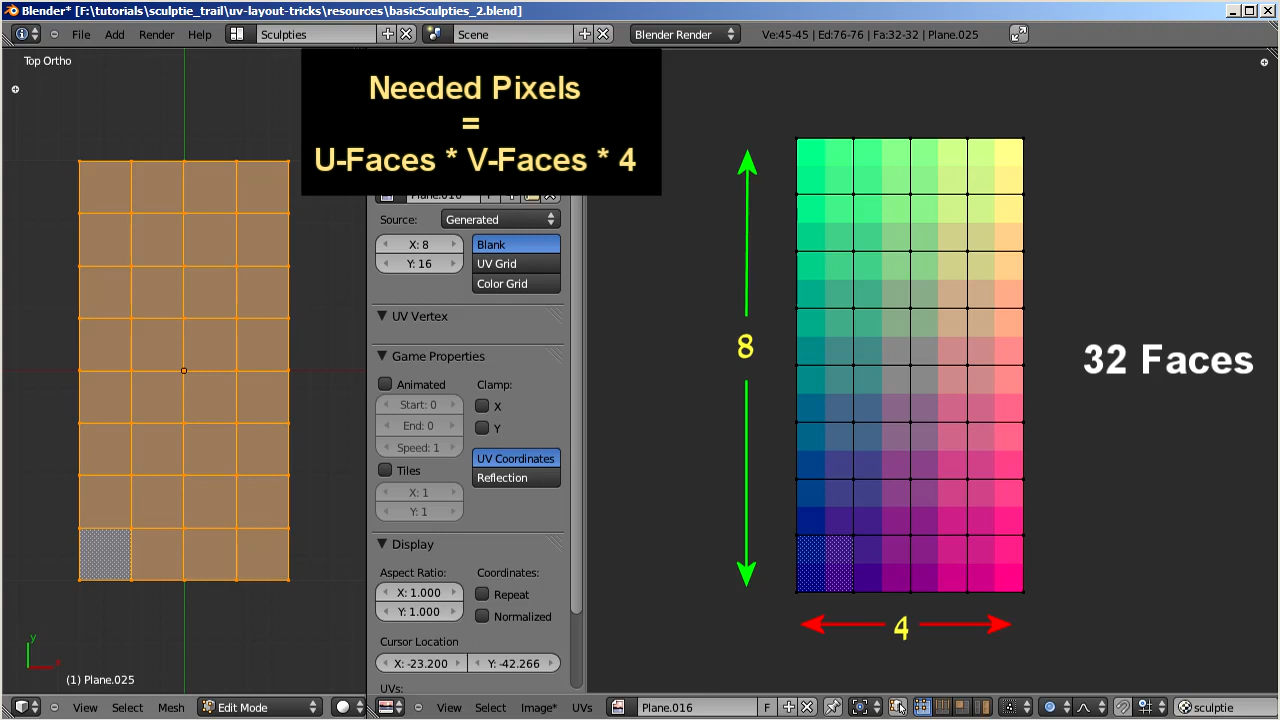 Blender* [F:\tutorials\sculptie_trail\uv-layout-tricks\resources\basicSculpties_2.blend]
File Add Render Help Sculpties Scene Blender Render Ve:45-45 | Ed:76-76 | Fa:32-32 | Plane.025
Top Ortho
Needed Pixels
=
U-Faces * V-Faces * 4
Source: Generated
X: 8 Blank
Y: 16 UV Grid
Color Grid
UV Vertex
Game Properties
Animated Clamp:
Start: 0 X
End: 0 Y
Speed: 1
UV Coordinates
Tiles Reflection
X: 1
Y: 1
Display
Aspect Ratio: Coordinates:
X: 1.000 Repeat
Y: 1.000 Normalized
Cursor Location
X: -23.200 Y: -42.266
UVs:
8
32 Faces
4
y
(1) Plane.025
View Select Mesh Edit Mode
View Select Image* UVs Plane.016 F sculptie